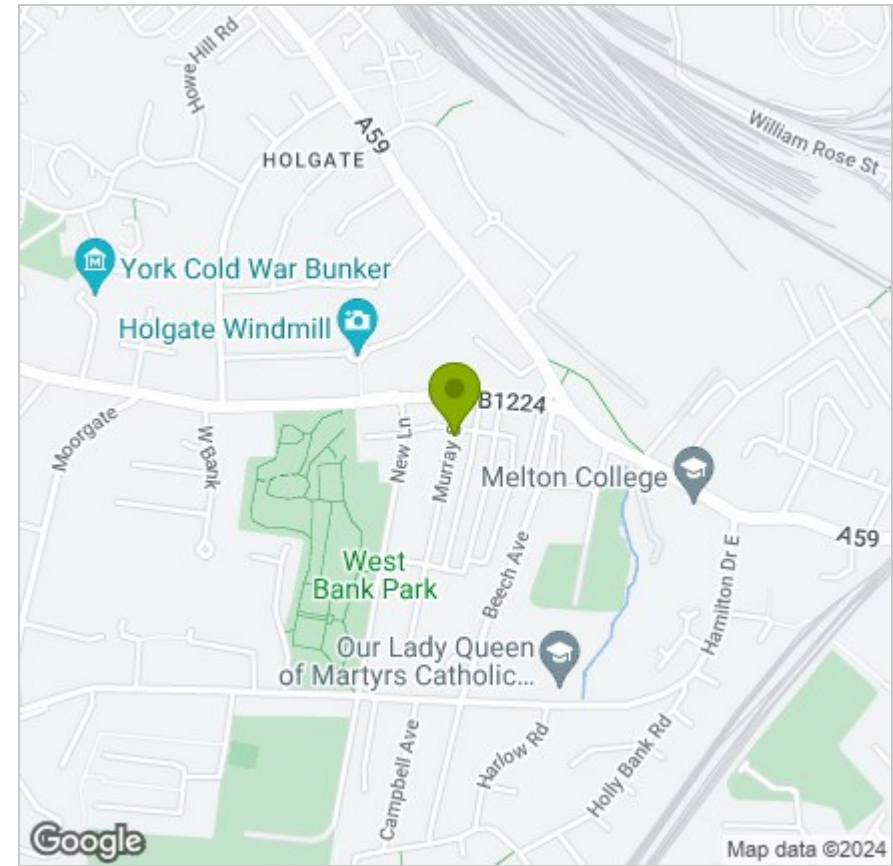 Howe Hill Rd
A59
William Rose St
HOLGATE
York Cold War Bunker
Holgate Windmill
B1224
Moorgate
W Bank
New Ln
Murray
Melton College
A59
West
Bank Park
Beech Ave
Hamilton Dr E
Our Lady Queen
of Martyrs Catholic...
Campbell Ave
Harlow Rd
Holly Bank Rd
Google
Map data ©2024